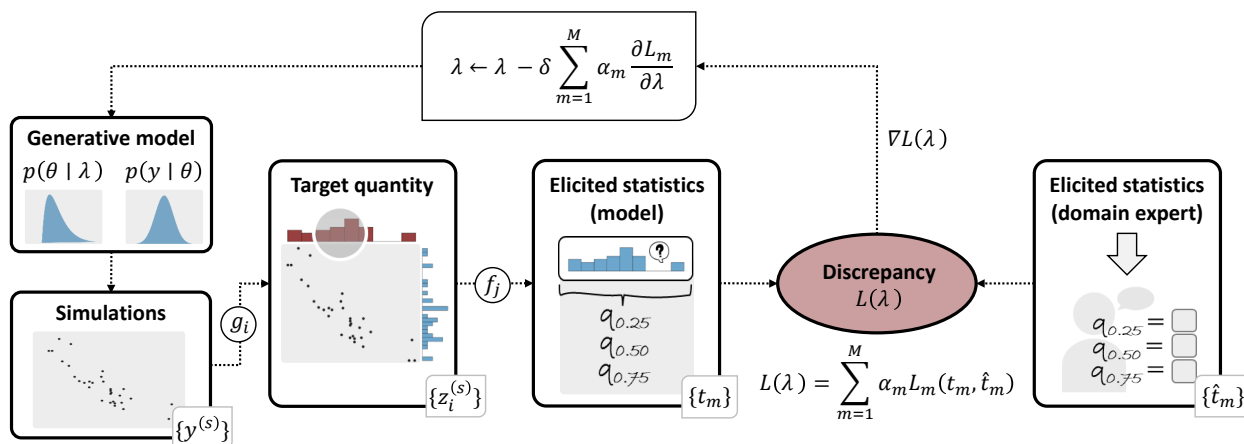 λ ← λ − δ ∑_{m=1}^{M} α_m ∂L_m/∂λ
Generative model
p(θ | λ) p(y | θ)
Simulations
{y^{(s)}}
g_i
Target quantity
{z_i^{(s)}}
f_j
Elicited statistics
(model)
?
q_{0.25}
q_{0.50}
q_{0.75}
{t_m}
∇L(λ)
Discrepancy
L(λ)
L(λ) = ∑_{m=1}^{M} α_m L_m(t_m, t̂_m)
Elicited statistics
(domain expert)
q_{0.25} =
q_{0.50} =
q_{0.75} =
{t̂_m}